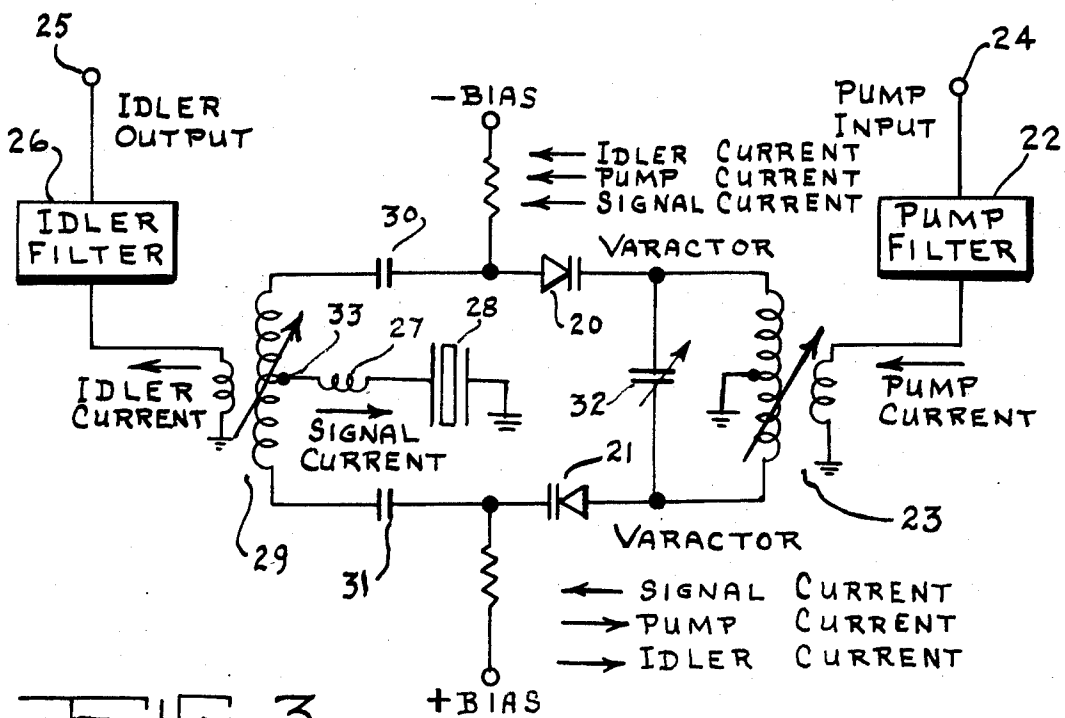 25
24
IDLER
OUTPUT
-BIAS
PUMP
INPUT
26
22
IDLER CURRENT
PUMP CURRENT
SIGNAL CURRENT
IDLER
FILTER
PUMP
FILTER
30
VARACTOR
33
27
28
20
32
IDLER
CURRENT
SIGNAL
CURRENT
PUMP
CURRENT
21
23
29
31
VARACTOR
SIGNAL CURRENT
PUMP CURRENT
IDLER CURRENT
+BIAS